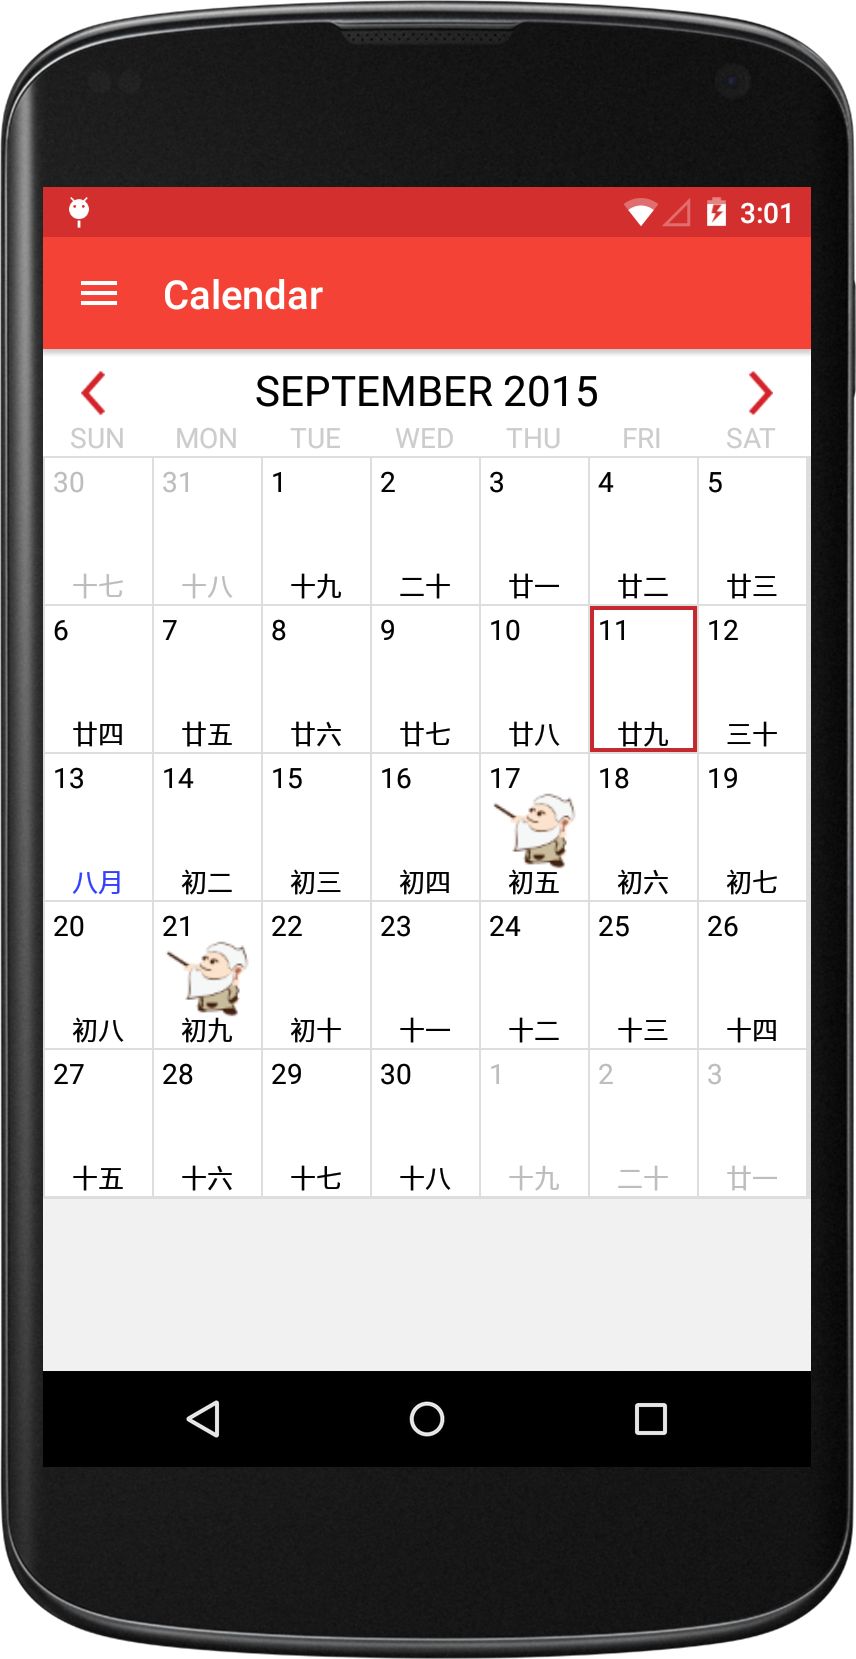 3:01
Calendar
SEPTEMBER 2015
SUN MON TUE WED THU FRI SAT
30 31 1 2 3 4 5
十七 十八 十九 二十 廿一 廿二 廿三
6 7 8 9 10 11 12
廿四 廿五 廿六 廿七 廿八 廿九 三十
13 14 15 16 17 18 19
八月 初二 初三 初四 初五 初六 初七
20 21 22 23 24 25 26
初八 初九 初十 十一 十二 十三 十四
27 28 29 30 1 2 3
十五 十六 十七 十八 十九 二十 廿一